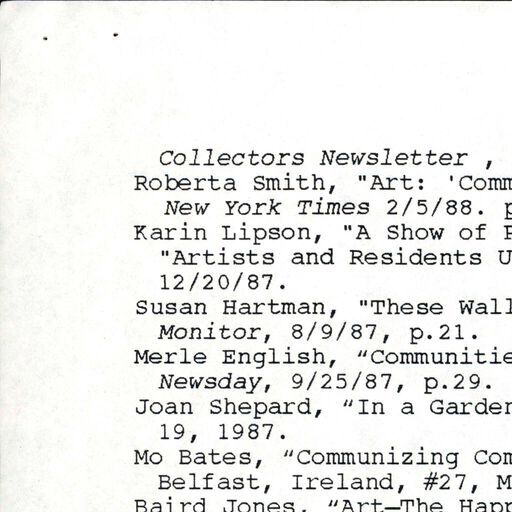 Collectors Newsletter ,
Roberta Smith, "Art: 'Comm
New York Times 2/5/88. p
Karin Lipson, "A Show of P
"Artists and Residents U
12/20/87.
Susan Hartman, "These Wall
Monitor, 8/9/87, p.21.
Merle English, “Communitie
Newsday, 9/25/87, p.29.
Joan Shepard, “In a Garden
19, 1987.
Mo Bates, “Communizing Com
Belfast, Ireland, #27, M
Baird Jones, “Art—The Happ